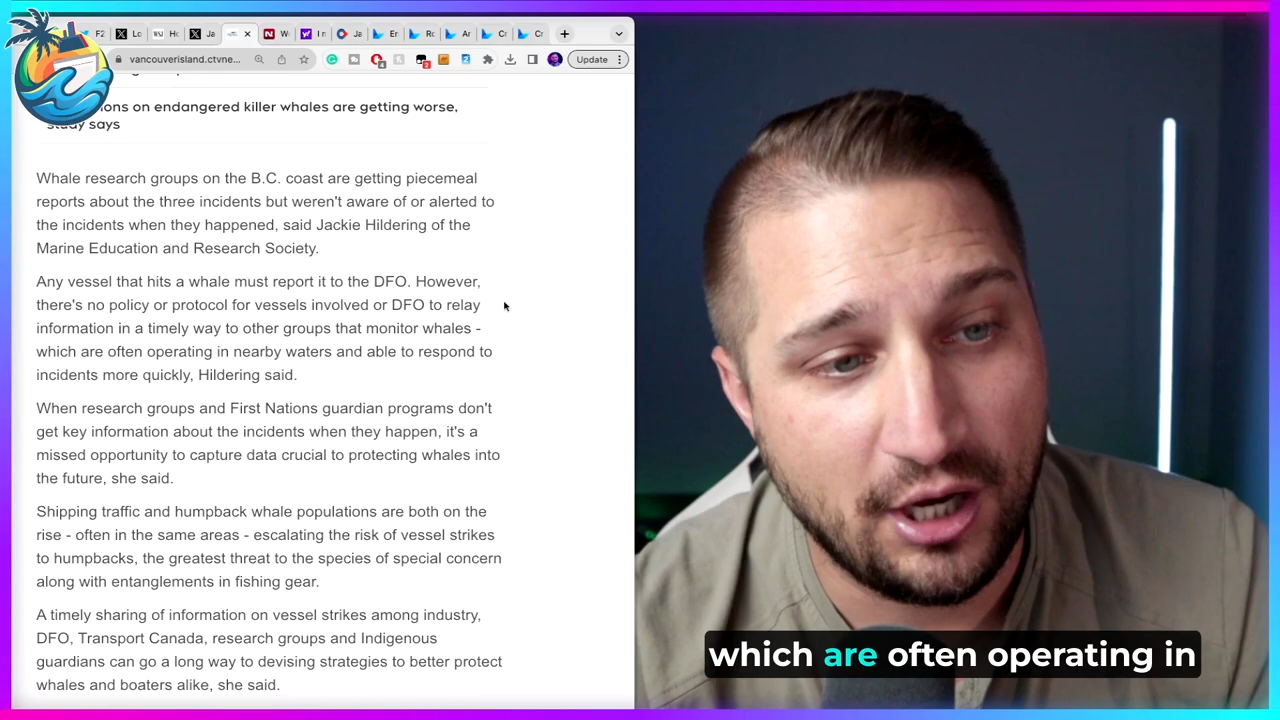 F2
Lo
Ho
Ja
W
I n
Ja
Er
Ro
Ar
Cr
Cr
vancouverisland.ctvne...
Update
ons on endangered killer whales are getting worse,
study says
Whale research groups on the B.C. coast are getting piecemeal
reports about the three incidents but weren't aware of or alerted to
the incidents when they happened, said Jackie Hildering of the
Marine Education and Research Society.
Any vessel that hits a whale must report it to the DFO. However,
there's no policy or protocol for vessels involved or DFO to relay
information in a timely way to other groups that monitor whales -
which are often operating in nearby waters and able to respond to
incidents more quickly, Hildering said.
When research groups and First Nations guardian programs don't
get key information about the incidents when they happen, it's a
missed opportunity to capture data crucial to protecting whales into
the future, she said.
Shipping traffic and humpback whale populations are both on the
rise - often in the same areas - escalating the risk of vessel strikes
to humpbacks, the greatest threat to the species of special concern
along with entanglements in fishing gear.
A timely sharing of information on vessel strikes among industry,
DFO, Transport Canada, research groups and Indigenous
guardians can go a long way to devising strategies to better protect
whales and boaters alike, she said.
which are often operating in